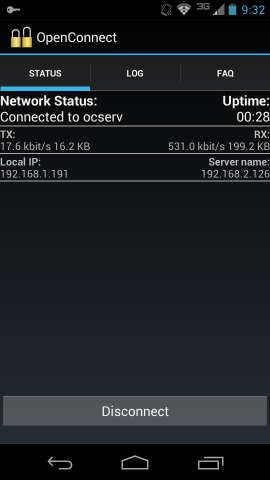 3G 9:32
OpenConnect
STATUS LOG FAQ
Network Status: Uptime:
Connected to ocserv 00:28
TX: RX:
17.6 kbit/s 16.2 KB 531.0 kbit/s 199.2 KB
Local IP: Server name:
192.168.1.191 192.168.2.126
Disconnect